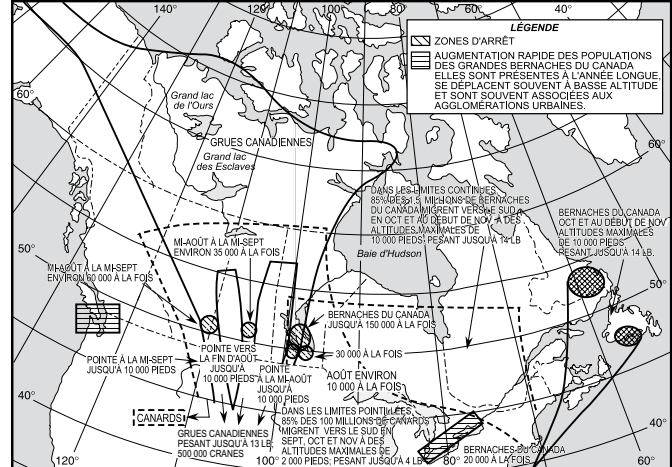 140°
120°
100°
80°
60°
40°
LÉGENDE
ZONES D'ARRÊT
AUGMENTATION RAPIDE DES POPULATIONS
DES GRANDES BERNACHES DU CANADA
ELLES SONT PRÉSENTES À L'ANNÉE LONGUE,
SE DÉPLACENT SOUVENT À BASSE ALTITUDE
ET SONT SOUVENT ASSOCIÉES AUX
AGGLOMÉRATIONS URBAINES.
60°
60°
Grand lac
de l'Ours
GRUES CANADIENNES
Grand lac
des Esclaves
DANS LES LIMITES CONTINUES
85% DES 1,5 MILLIONS DE BERNACHES
DU CANADA MIGRENT VERS LE SUD
EN OCT ET AU DÉBUT DE NOV À DES
ALTITUDES MAXIMALES DE
10 000 PIEDS; PESANT JUSQU'À 14 LB
Baie d'Hudson
BERNACHES DU CANADA
OCT ET AU DÉBUT DE NOV
ALTITUDES MAXIMALES
DE 10 000 PIEDS
PESANT JUSQU'À 14 LB.
50°
50°
MI-AOÛT À LA MI-SEPT
ENVIRON 35 000 À LA FOIS
MI-AOÛT À LA MI-SEPT
ENVIRON 60 000 À LA FOIS
BERNACHES DU CANADA
JUSQU'À 150 000 À LA FOIS
30 000 À LA FOIS
POINTE À LA MI-SEPT
JUSQU'À 10 000 PIEDS
POINTE VERS
LA FIN D'AOÛT
JUSQU'À
10 000 PIEDS
POINTE
À LA MI-AOÛT
JUSQU'À
10 000 PIEDS
AOÛT ENVIRON
10 000 À LA FOIS
40°
40°
CANARDS
GRUES CANADIENNES
PESANT JUSQU'À 13 LB.
500 000 CRANES
DANS LES LIMITES POINTILLÉES
85% DES 100 MILLIONS DE CANARDS
MIGRENT VERS LE SUD EN
SEPT, OCT ET NOV À DES
ALTITUDES MAXIMALES DE
2 000 PIEDS; PESANT JUSQU'À 4 LB
BERNACHES DU CANADA
20 000 À LA FOIS
120°
100°
80°
60°